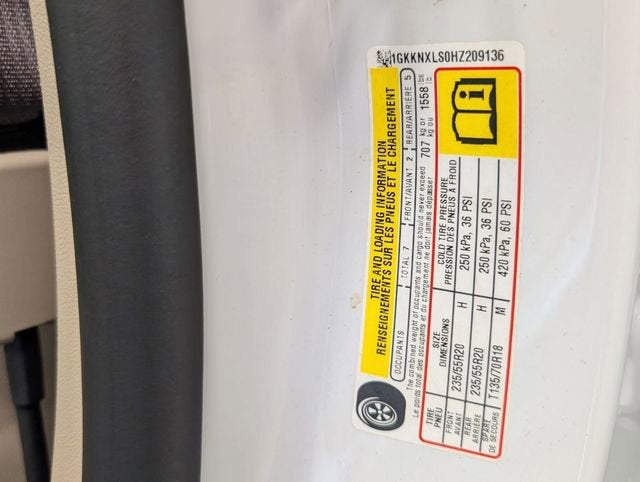 1GKKNXLS0HZ209136
TIRE AND LOADING INFORMATION
RENSEIGNEMENTS SUR LES PNEUS ET LE CHARGEMENT
OCCUPANTS TOTAL 7 FRONT/AVANT 2 REAR/ARRIÈRE 5
The combined weight of occupants and cargo should never exceed 707 kg or 1558 lbs
Le poids total des occupants et du chargement ne doit jamais dépasser kg ou lb
TIRE SIZE COLD TIRE PRESSURE
PNEU DIMENSIONS PRESSION DES PNEUS À FROID
FRONT
AVANT 235/55R20 H 250 kPa, 36 PSI
REAR
ARRIÈRE 235/55R20 H 250 kPa, 36 PSI
SPARE
DE SECOURS T135/70R18 M 420 kPa, 60 PSI